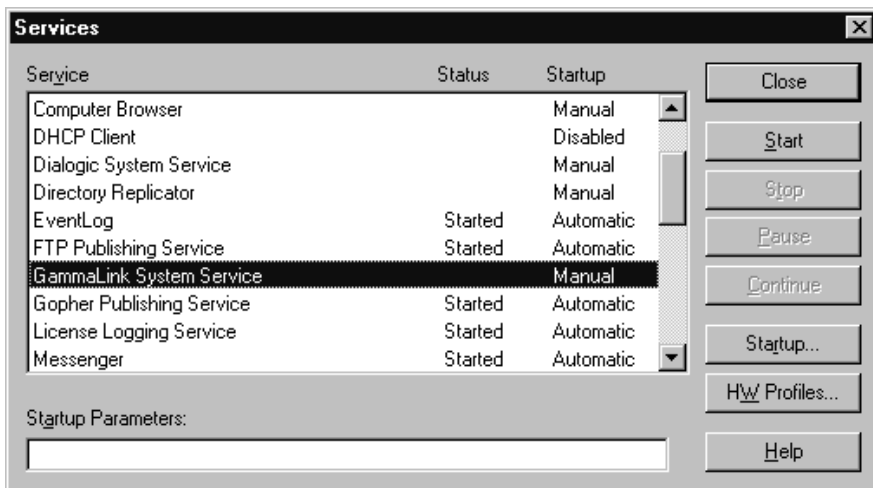 Services
Service Status Startup
Computer Browser Manual
DHCP Client Disabled
Dialogic System Service Manual
Directory Replicator Manual
EventLog Started Automatic
FTP Publishing Service Started Automatic
GammaLink System Service Manual
Gopher Publishing Service Started Automatic
License Logging Service Started Automatic
Messenger Started Automatic
Startup Parameters:
Close
Start
Stop
Pause
Continue
Startup...
HW Profiles...
Help